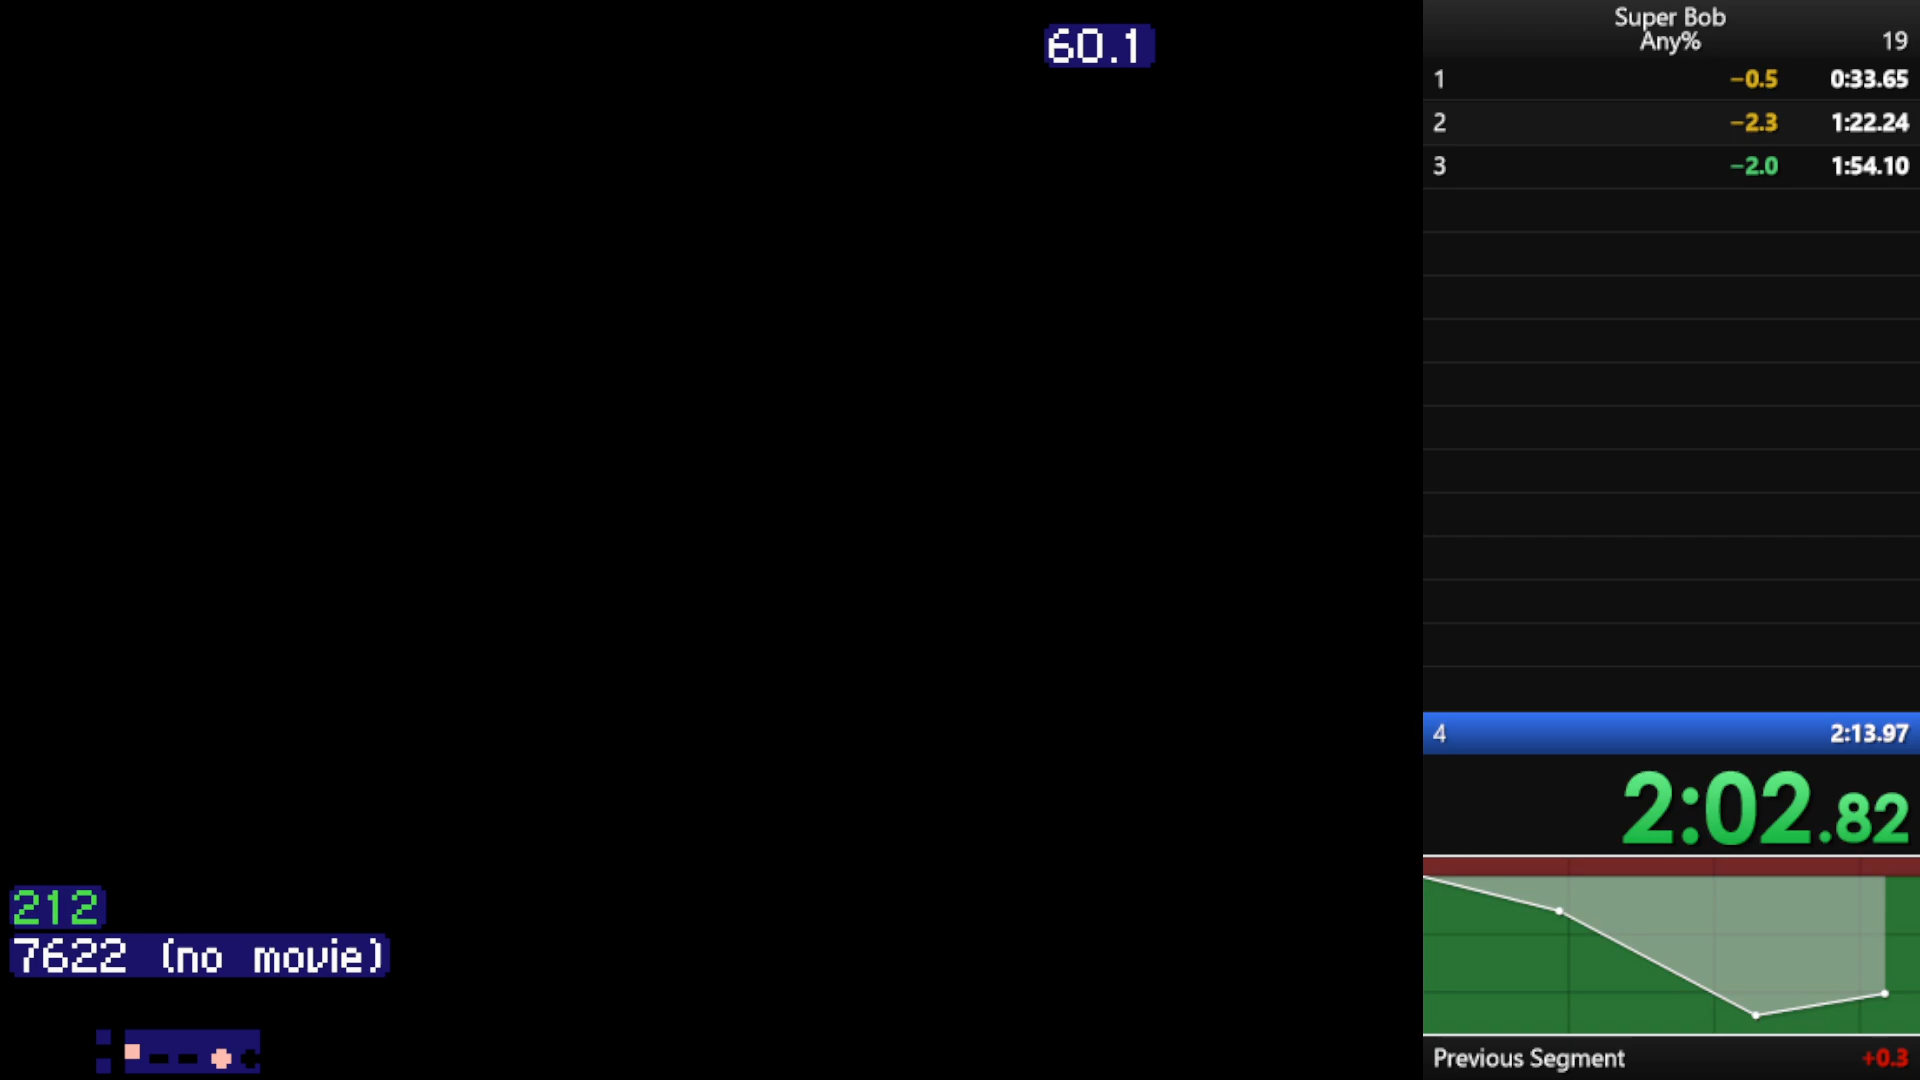 60.1
212
7622 (no movie)
Super Bob
Any% 19
1 −0.5 0:33.65
2 −2.3 1:22.24
3 −2.0 1:54.10
4 2:13.97
2:02.82
Previous Segment +0.3